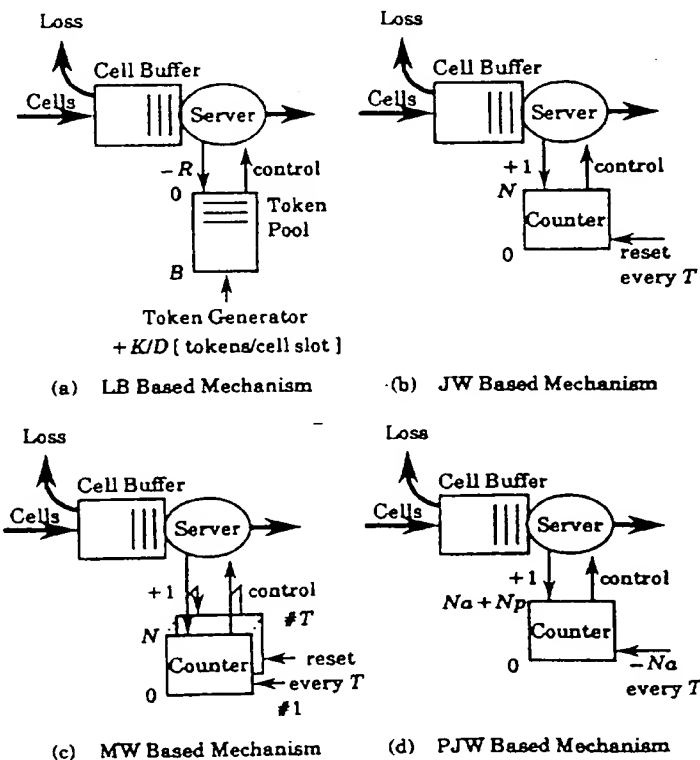 Loss
Cell Buffer
Cells
Server
-R
control
0
Token
Pool
B
Token Generator
+K/D [ tokens/cell slot ]
(a) LB Based Mechanism
Loss
Cell Buffer
Cells
Server
+1
control
N
Counter
0
reset
every T
(b) JW Based Mechanism
Loss
Cell Buffer
Cells
Server
+1
control
#T
N
Counter
reset
0
every T
#1
(c) MW Based Mechanism
Loss
Cell Buffer
Cells
Server
+1
control
Na+Np
Counter
0
-Na
every T
(d) PJW Based Mechanism